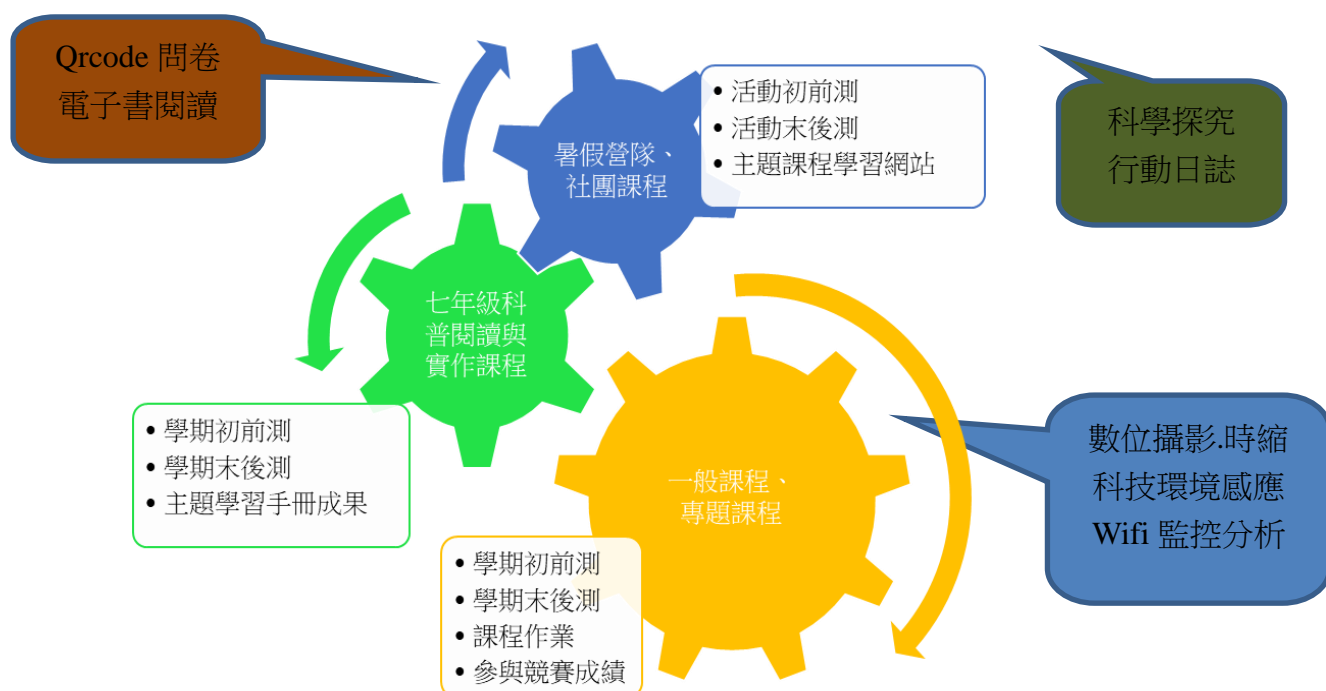 Qrcode 問卷
電子書閱讀
暑假營隊、
社團課程
• 活動初前測
• 活動末後測
• 主題課程學習網站
科學探究
行動日誌
七年級科
普閱讀與
實作課程
• 學期初前測
• 學期末後測
• 主題學習手冊成果
一般課程、
專題課程
• 學期初前測
• 學期末後測
• 課程作業
• 參與競賽成績
數位攝影.時縮
科技環境感應
Wifi 監控分析